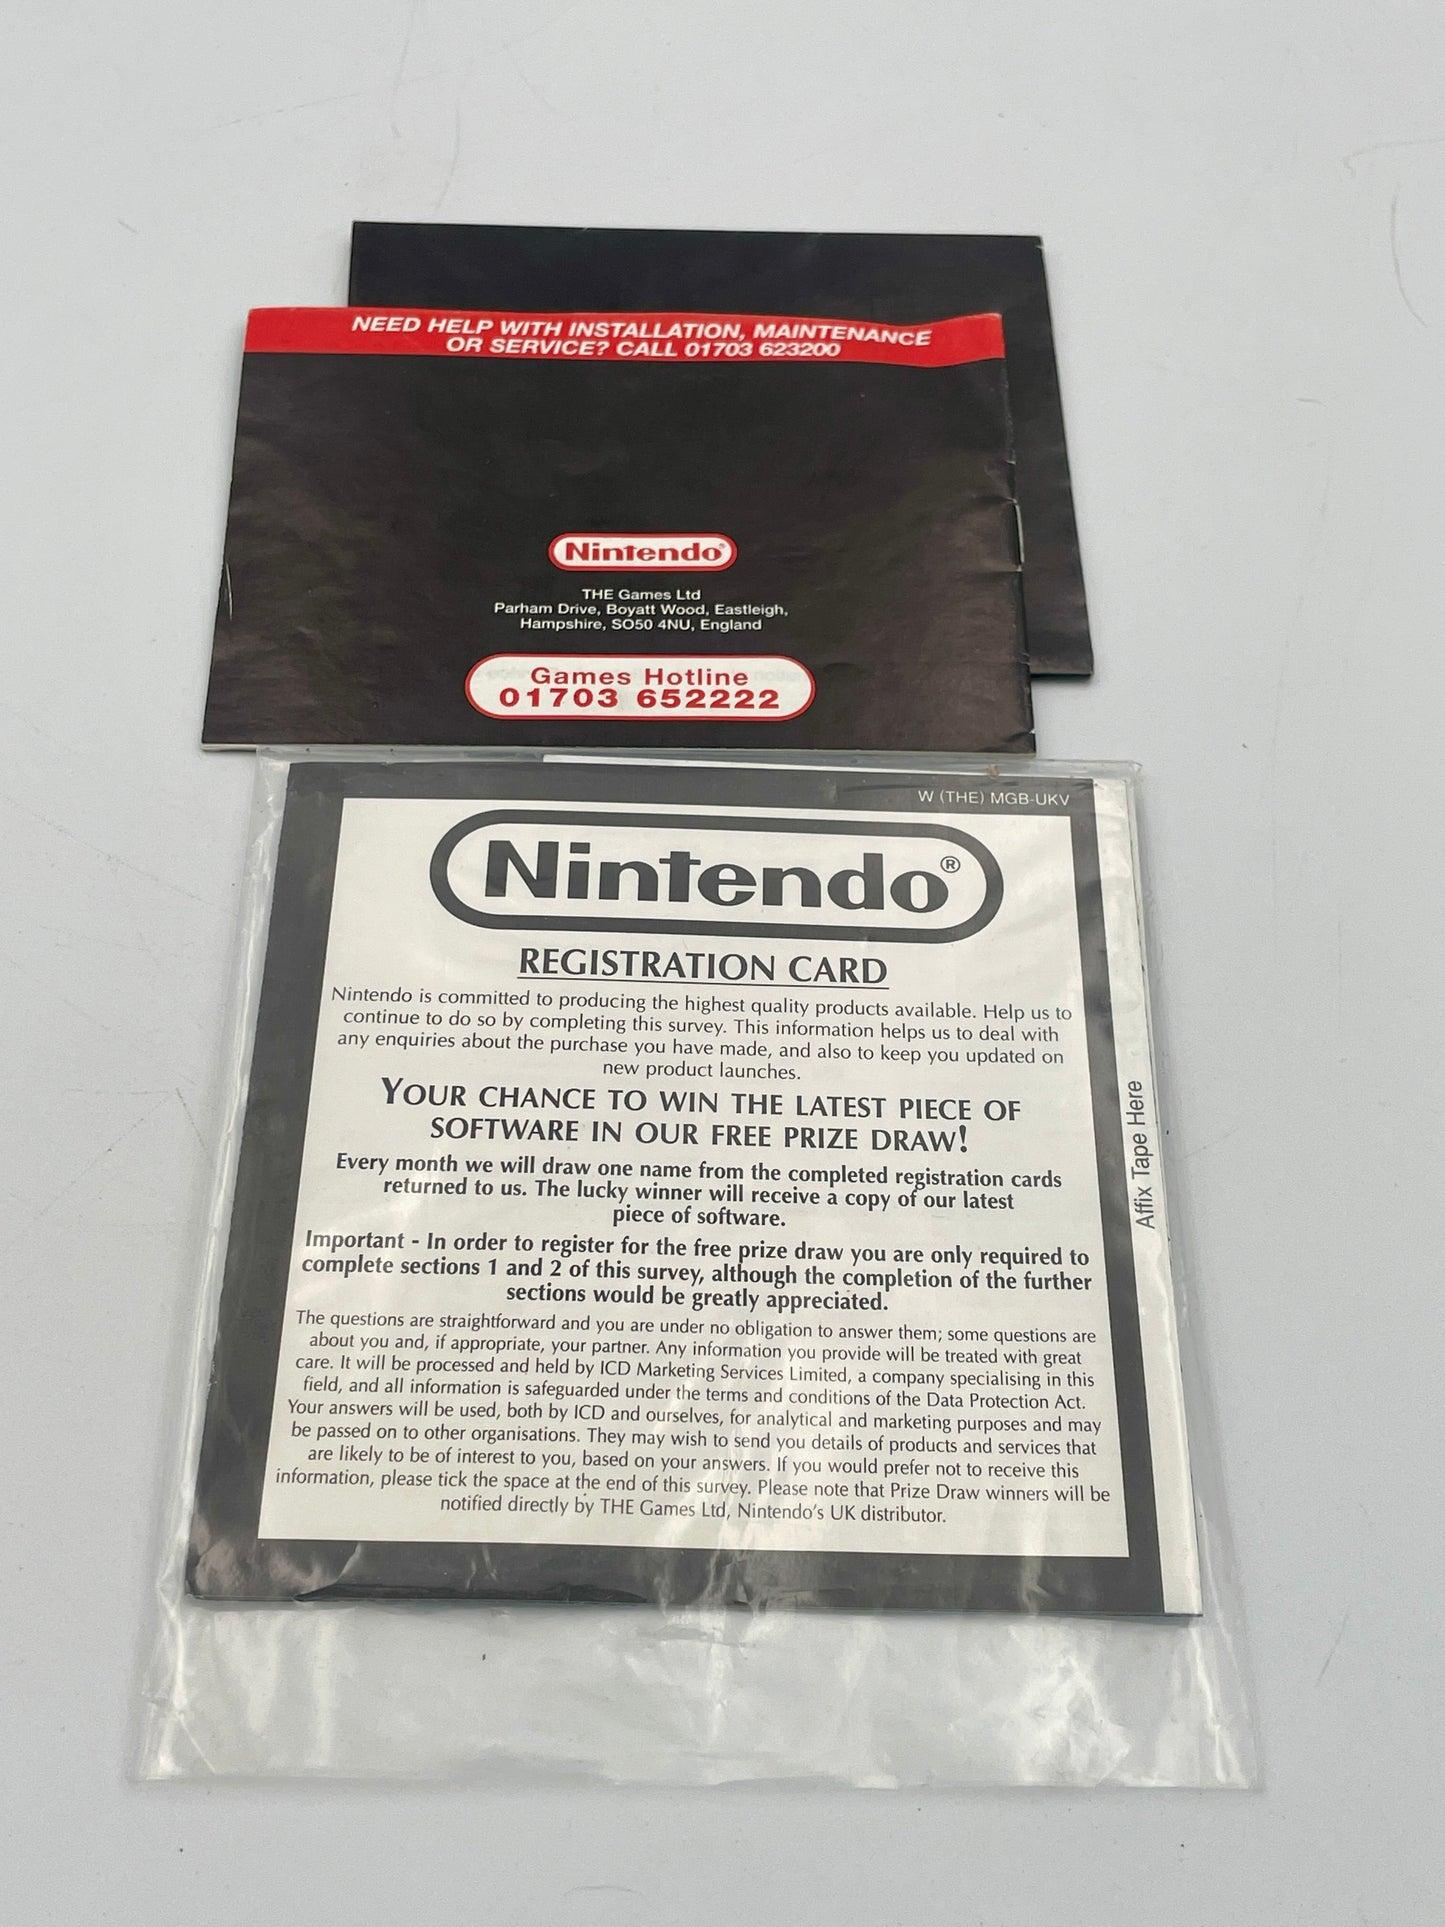 NEED HELP WITH INSTALLATION, MAINTENANCE
OR SERVICE? CALL 01703 623200
Nintendo®
THE Games Ltd
Parham Drive, Boyatt Wood, Eastleigh,
Hampshire, SO50 4NU, England
Games Hotline
01703 652222
W (THE) MGB-UKV
Nintendo®
REGISTRATION CARD
Nintendo is committed to producing the highest quality products available. Help us to
continue to do so by completing this survey. This information helps us to deal with
any enquiries about the purchase you have made, and also to keep you updated on
new product launches.
YOUR CHANCE TO WIN THE LATEST PIECE OF
SOFTWARE IN OUR FREE PRIZE DRAW!
Every month we will draw one name from the completed registration cards
returned to us. The lucky winner will receive a copy of our latest
piece of software.
Important - In order to register for the free prize draw you are only required to
complete sections 1 and 2 of this survey, although the completion of the further
sections would be greatly appreciated.
The questions are straightforward and you are under no obligation to answer them; some questions are
about you and, if appropriate, your partner. Any information you provide will be treated with great
care. It will be processed and held by ICD Marketing Services Limited, a company specialising in this
field, and all information is safeguarded under the terms and conditions of the Data Protection Act.
Your answers will be used, both by ICD and ourselves, for analytical and marketing purposes and may
be passed on to other organisations. They may wish to send you details of products and services that
are likely to be of interest to you, based on your answers. If you would prefer not to receive this
information, please tick the space at the end of this survey. Please note that Prize Draw winners will be
notified directly by THE Games Ltd, Nintendo's UK distributor.
Affix Tape Here